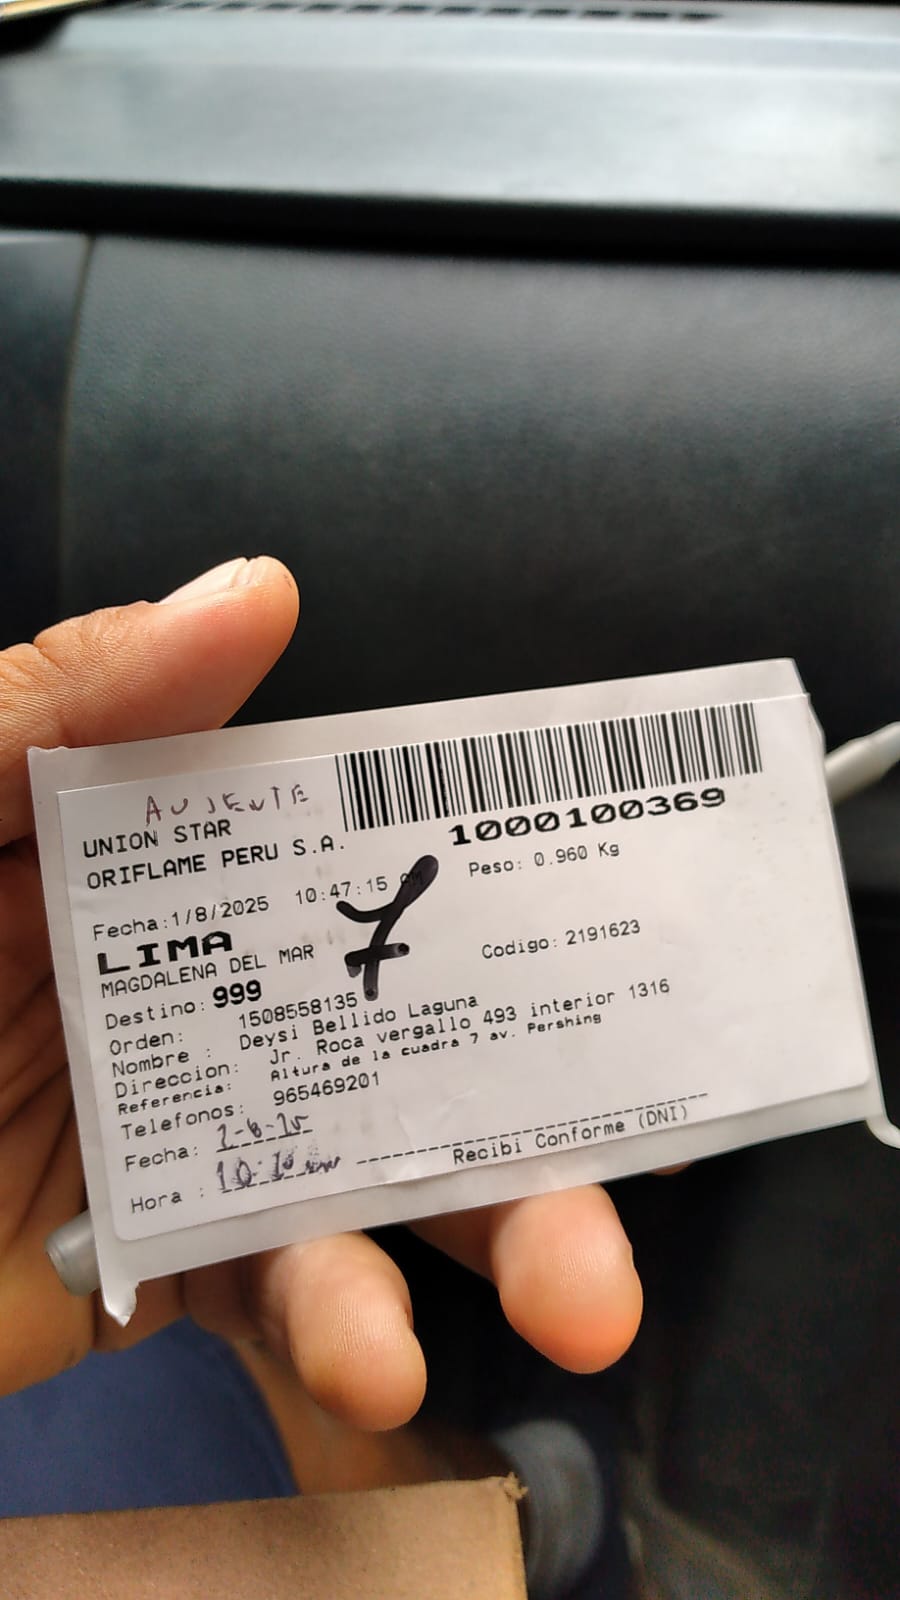 AUSENTE
UNION STAR
ORIFLAME PERU S.A.
1000100369
Fecha:1/8/2025 10:47:15
Peso: 0.960 Kg
LIMA
MAGDALENA DEL MAR
7
Codigo: 2191623
Destino: 999
Orden: 1508558135
Nombre : Deysi Bellido Laguna
Direccion: Jr. Roca vergallo 493 interior 1316
Referencia: Altura de la cuadra 7 av. Pershing
Telefonos: 965469201
Fecha:
Hora :
Recibi Conforme (DNI)